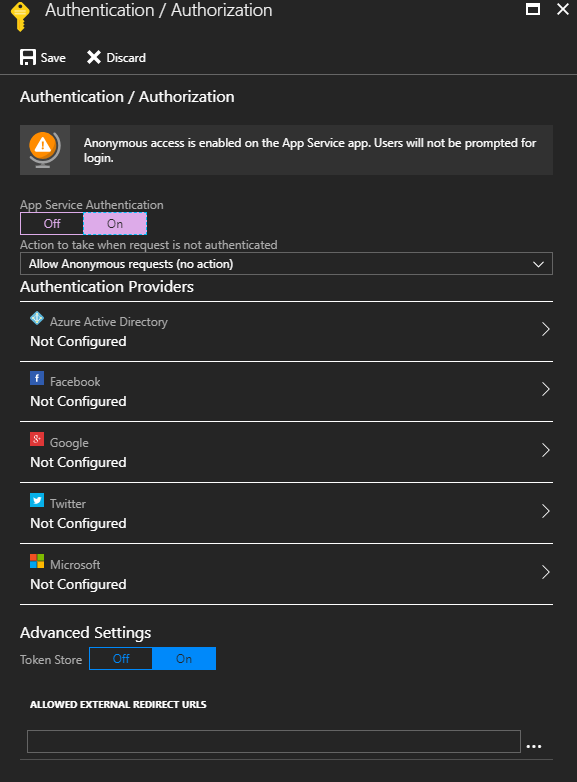 Authentication / Authorization
Save
Discard
Authentication / Authorization
Anonymous access is enabled on the App Service app. Users will not be prompted for
login.
App Service Authentication
Off
On
Action to take when request is not authenticated
Allow Anonymous requests (no action)
Authentication Providers
Azure Active Directory
Not Configured
Facebook
Not Configured
Google
Not Configured
Twitter
Not Configured
Microsoft
Not Configured
Advanced Settings
Token Store
Off
On
ALLOWED EXTERNAL REDIRECT URLS
...